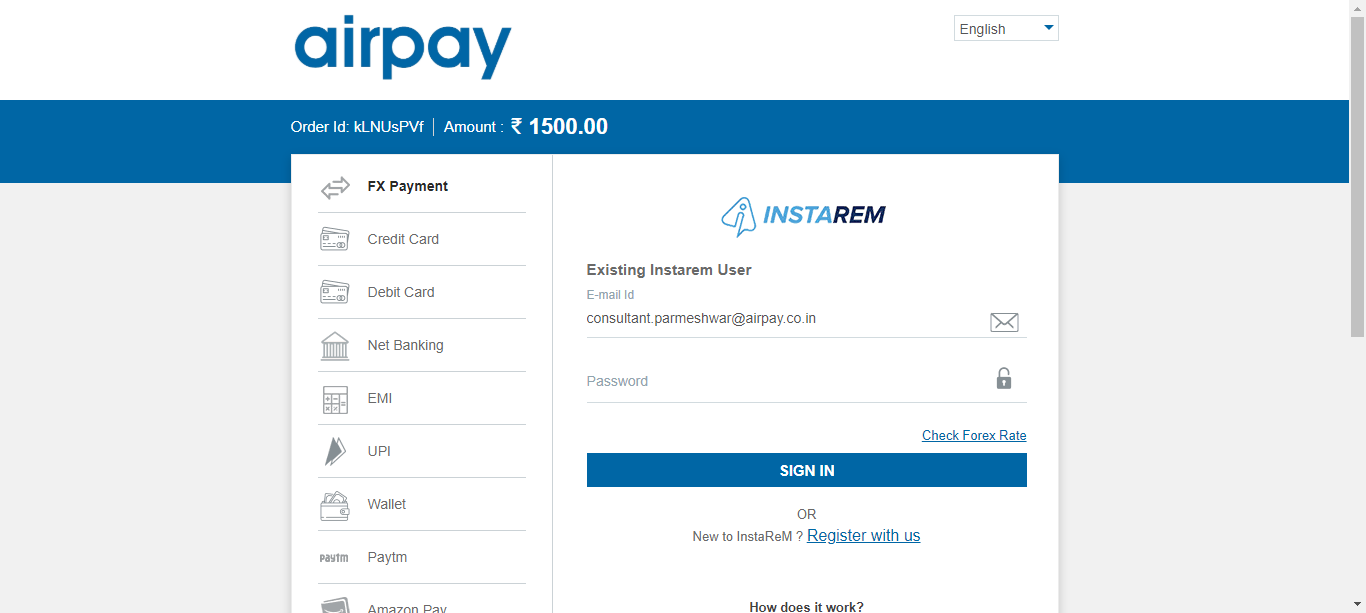 airpay
English
Order Id: kLNUsPVf | Amount : ₹ 1500.00
FX Payment
Credit Card
Debit Card
Net Banking
EMI
UPI
Wallet
paytm Paytm
Amazon Pay
INSTAREM
Existing Instarem User
E-mail Id
consultant.parmeshwar@airpay.co.in
Password
Check Forex Rate
SIGN IN
OR
New to InstaReM ? Register with us
How does it work?